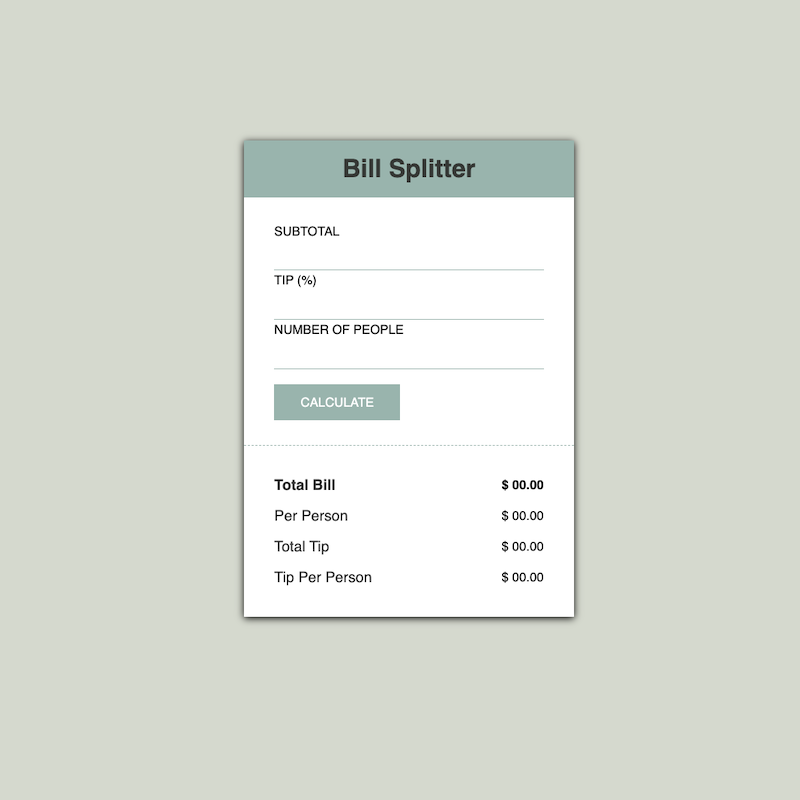 Bill Splitter
SUBTOTAL
TIP (%)
NUMBER OF PEOPLE
CALCULATE
Total Bill $ 00.00
Per Person $ 00.00
Total Tip $ 00.00
Tip Per Person $ 00.00